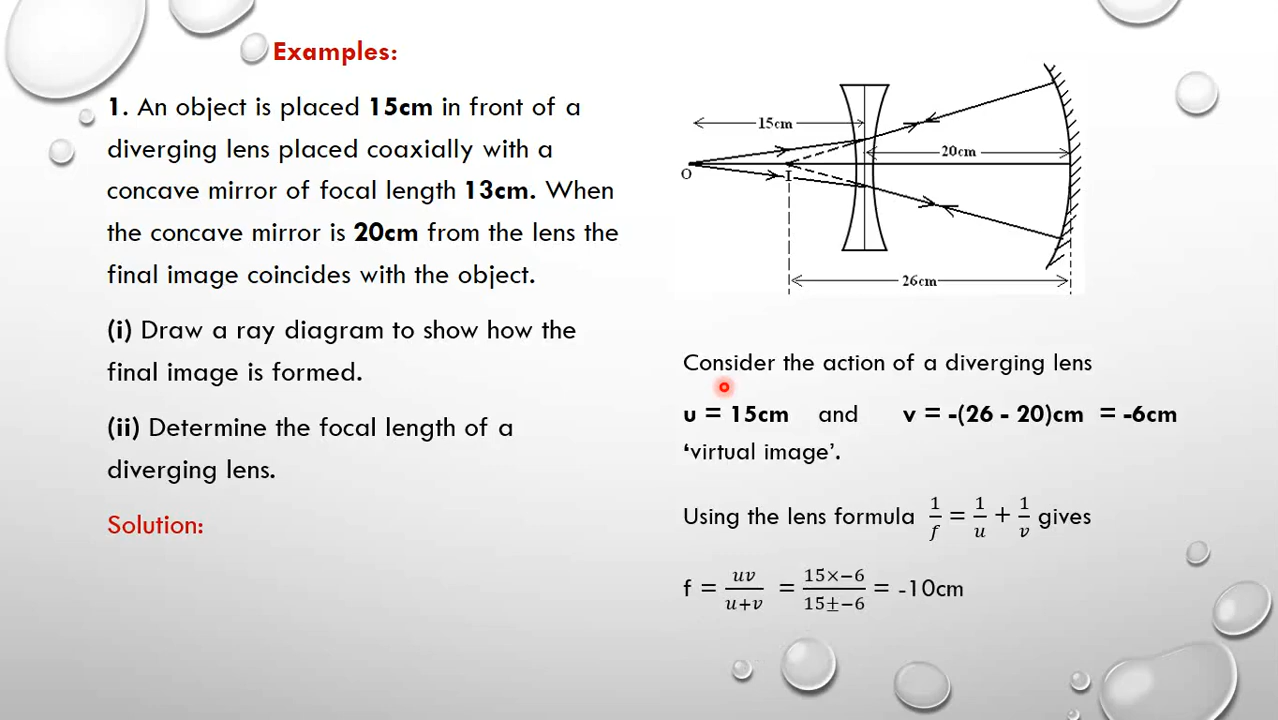 Examples:
1. An object is placed 15cm in front of a
diverging lens placed coaxially with a
concave mirror of focal length 13cm. When
the concave mirror is 20cm from the lens the
final image coincides with the object.
(i) Draw a ray diagram to show how the
final image is formed.
(ii) Determine the focal length of a
diverging lens.
Solution:
15cm
20cm
O
I
26cm
Consider the action of a diverging lens
u = 15cm and v = -(26 - 20)cm = -6cm
‘virtual image’.
Using the lens formula 1/f = 1/u + 1/v gives
f = uv/u+v = 15×−6/15±−6 = -10cm